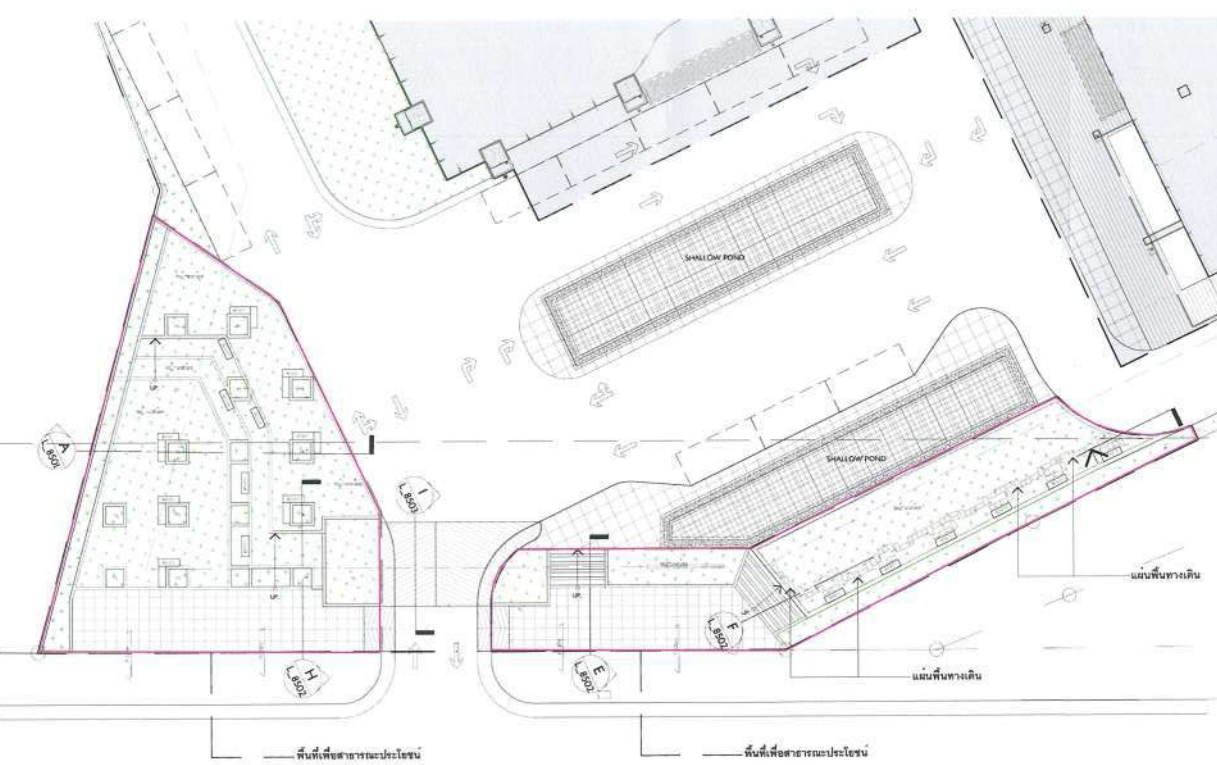 SHALLOW POND
SHALLOW POND
A
L_8501
I
L_8503
UP
UP
UP
F
L_8502
H
L_8502
E
L_8502
แผ่นพื้นทางเดิน
แผ่นพื้นทางเดิน
พื้นที่เพื่อสาธารณะประโยชน์
พื้นที่เพื่อสาธารณะประโยชน์